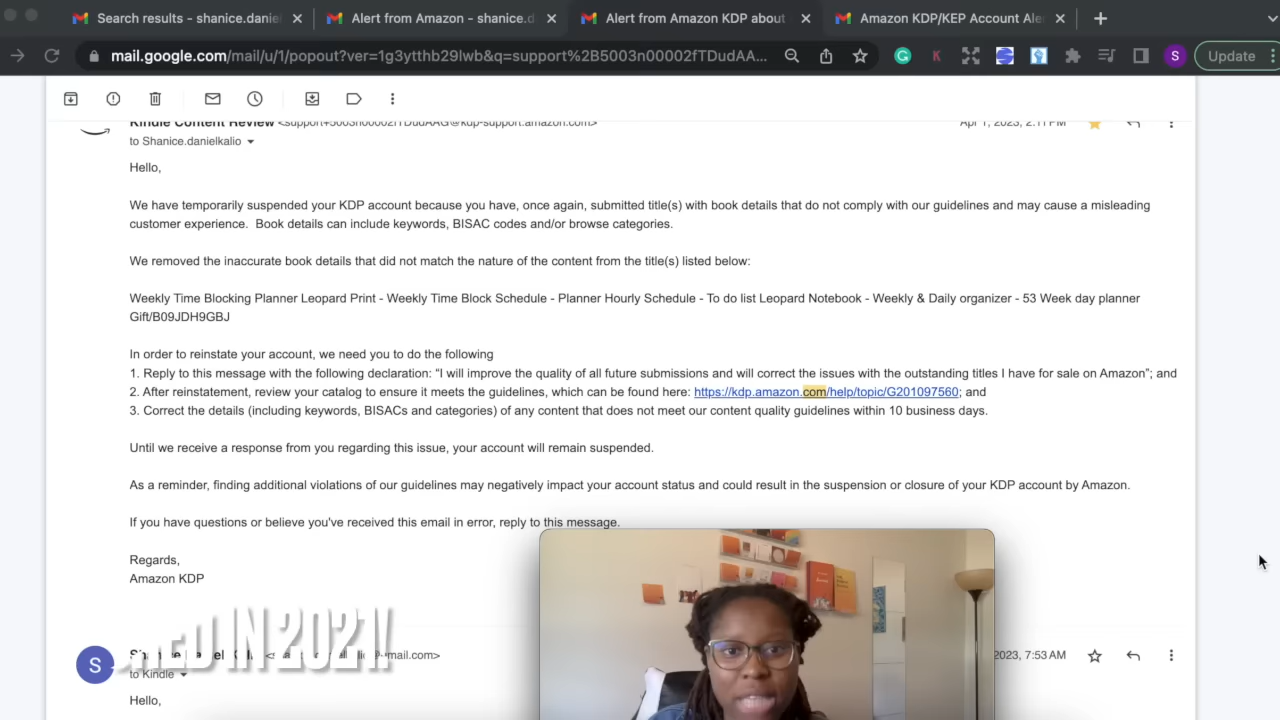 Search results - shanice.daniel
Alert from Amazon - shanice.d
Alert from Amazon KDP about
Amazon KDP/KEP Account Ale
mail.google.com/mail/u/1/popout?ver=1g3ytthb29lwb&q=support%2B5003n00002fTDudAA...
Update
Kindle Content Review <support+5003n00002fTDudAAG@kdp-support.amazon.com>
Apr 1, 2023, 2:11 PM
to Shanice.danielkalio
Hello,
We have temporarily suspended your KDP account because you have, once again, submitted title(s) with book details that do not comply with our guidelines and may cause a misleading
customer experience.  Book details can include keywords, BISAC codes and/or browse categories.
We removed the inaccurate book details that did not match the nature of the content from the title(s) listed below:
Weekly Time Blocking Planner Leopard Print - Weekly Time Block Schedule - Planner Hourly Schedule - To do list Leopard Notebook - Weekly & Daily organizer - 53 Week day planner
Gift/B09JDH9GBJ
In order to reinstate your account, we need you to do the following
1. Reply to this message with the following declaration: “I will improve the quality of all future submissions and will correct the issues with the outstanding titles I have for sale on Amazon”; and
2. After reinstatement, review your catalog to ensure it meets the guidelines, which can be found here: https://kdp.amazon.com/help/topic/G201097560; and
3. Correct the details (including keywords, BISACs and categories) of any content that does not meet our content quality guidelines within 10 business days.
Until we receive a response from you regarding this issue, your account will remain suspended.
As a reminder, finding additional violations of our guidelines may negatively impact your account status and could result in the suspension or closure of your KDP account by Amazon.
If you have questions or believe you've received this email in error, reply to this message.
Regards,
Amazon KDP
IN 2021!
2023, 7:53 AM
to Kindle
Hello,